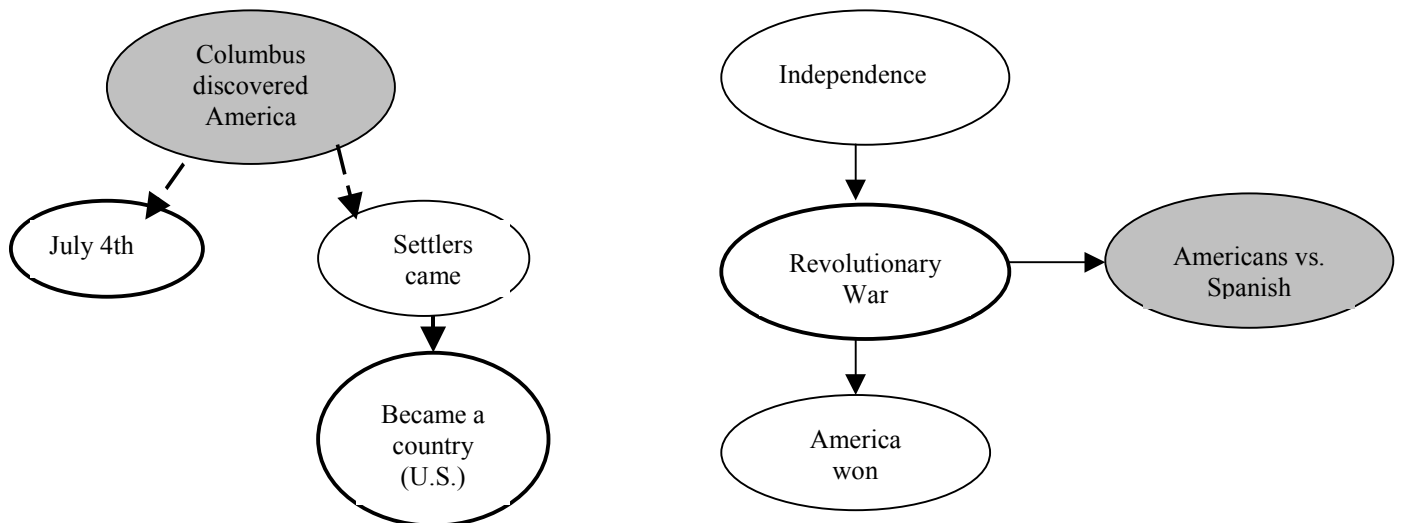 Columbus
discovered
America
July 4th
Settlers
came
Became a
country
(U.S.)
Independence
Revolutionary
War
Americans vs.
Spanish
America
won